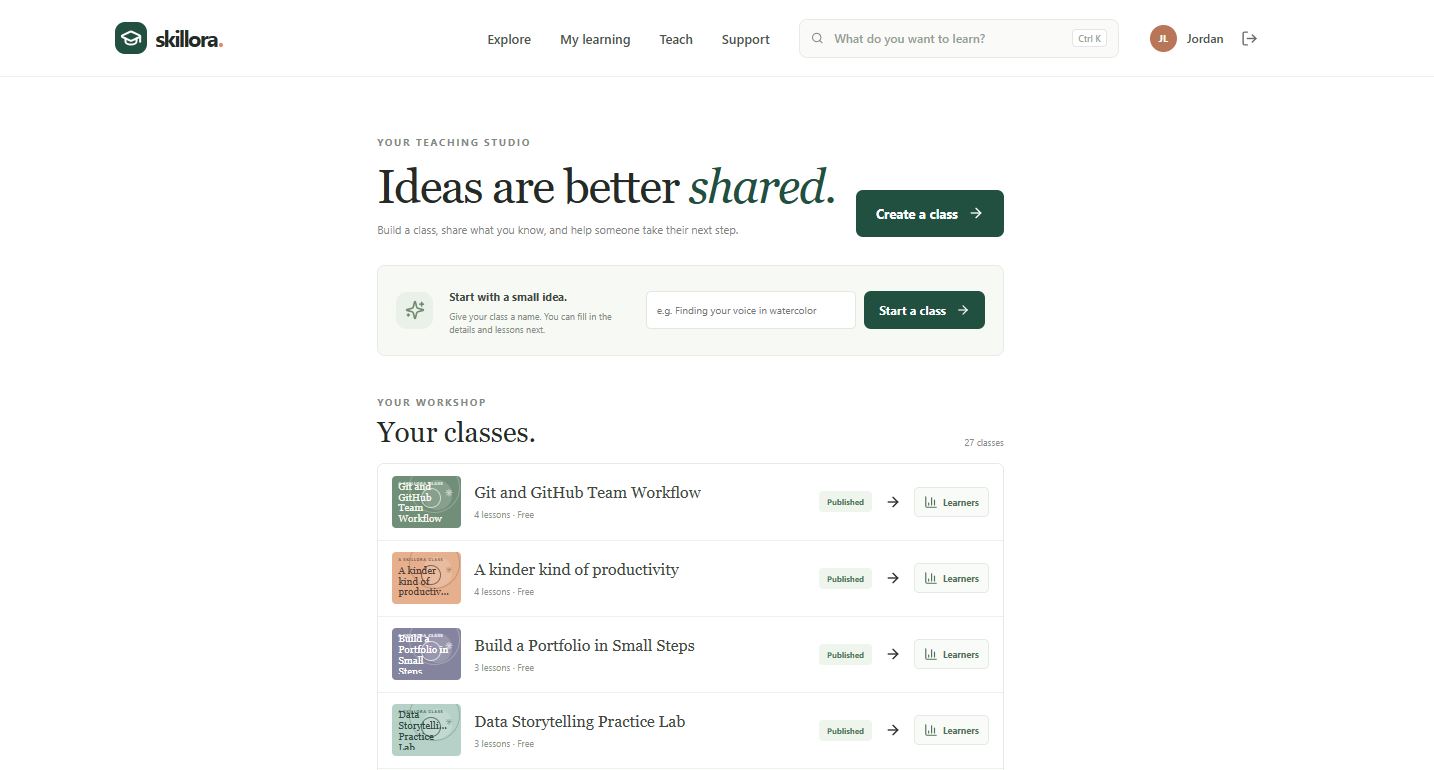 skillora.
Explore
My learning
Teach
Support
What do you want to learn?
Ctrl K
JL
Jordan
YOUR TEACHING STUDIO
Ideas are better shared.
Create a class
Build a class, share what you know, and help someone take their next step.
Start with a small idea.
Give your class a name. You can fill in the
details and lessons next.
e.g. Finding your voice in watercolor
Start a class
YOUR WORKSHOP
Your classes.
27 classes
Git and
GitHub
Team
Workflow
Git and GitHub Team Workflow
4 lessons · Free
Published
Learners
A SKILLORA CLASS
A kinder
kind of
productiv...
A kinder kind of productivity
4 lessons · Free
Published
Learners
Build a
Portfolio in
Small
Steps
Build a Portfolio in Small Steps
3 lessons · Free
Published
Learners
Data
Storytelli...
Practice
Lab
Data Storytelling Practice Lab
3 lessons · Free
Published
Learners